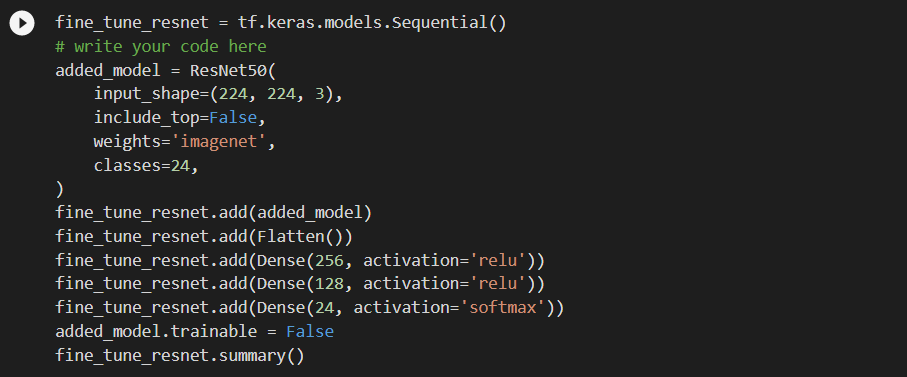 fine_tune_resnet = tf.keras.models.Sequential()
# write your code here
added_model = ResNet50(
    input_shape=(224, 224, 3),
    include_top=False,
    weights='imagenet',
    classes=24,
)
fine_tune_resnet.add(added_model)
fine_tune_resnet.add(Flatten())
fine_tune_resnet.add(Dense(256, activation='relu'))
fine_tune_resnet.add(Dense(128, activation='relu'))
fine_tune_resnet.add(Dense(24, activation='softmax'))
added_model.trainable = False
fine_tune_resnet.summary()